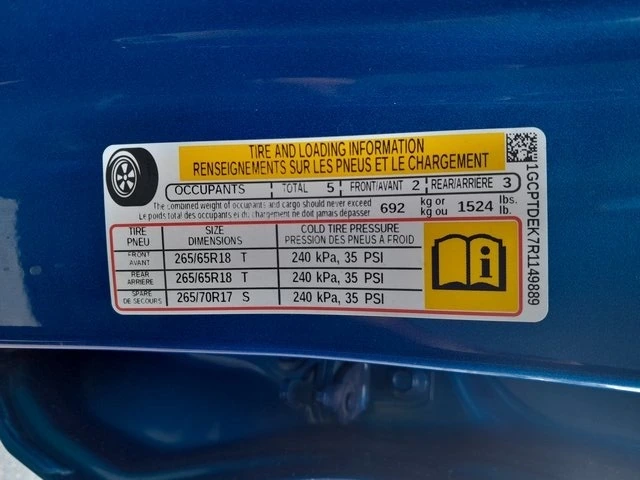 TIRE AND LOADING INFORMATION
RENSEIGNEMENTS SUR LES PNEUS ET LE CHARGEMENT
OCCUPANTS TOTAL 5 FRONT/AVANT 2 REAR/ARRIERE 3
The combined weight of occupants and cargo should never exceed 692 kg or 1524 lbs.
Le poids total des occupants et du chargement ne doit jamais dépasser kg ou lb.
TIRE SIZE COLD TIRE PRESSURE
PNEU DIMENSIONS PRESSION DES PNEUS A FROID
FRONT
AVANT 265/65R18 T 240 kPa, 35 PSI
REAR
ARRIERE 265/65R18 T 240 kPa, 35 PSI
SPARE
DE SECOURS 265/70R17 S 240 kPa, 35 PSI
1GCPTDEK7R1149889